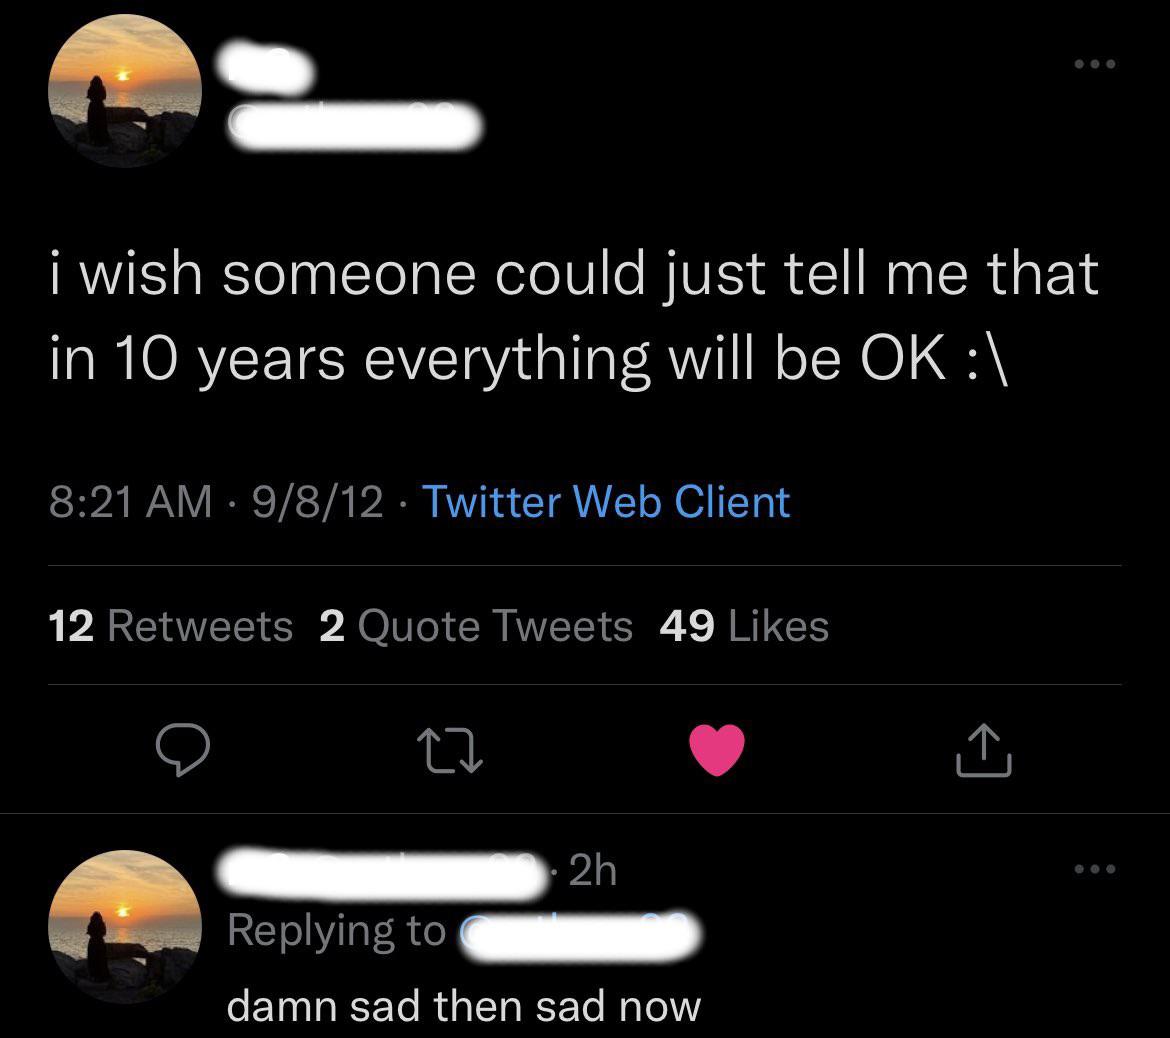 i wish someone could just tell me that
in 10 years everything will be OK :\
8:21 AM · 9/8/12 · Twitter Web Client
12 Retweets 2 Quote Tweets 49 Likes
· 2h
Replying to
damn sad then sad now